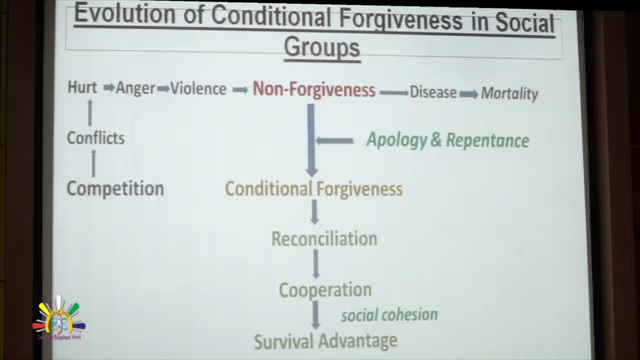 Evolution of Conditional Forgiveness in Social
Groups
Hurt Anger Violence Non-Forgiveness Disease Mortality
Conflicts
Apology & Repentance
Competition
Conditional Forgiveness
Reconciliation
Cooperation
social cohesion
Survival Advantage